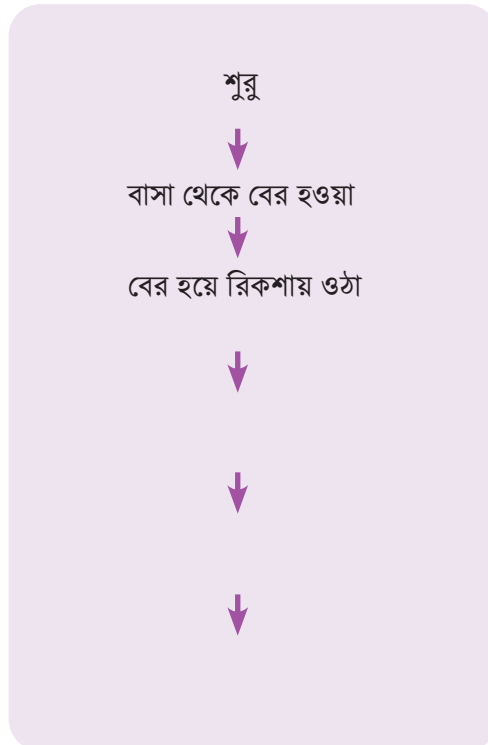 শুরু
বাসা থেকে বের হওয়া
বের হয়ে রিকশায় ওঠা